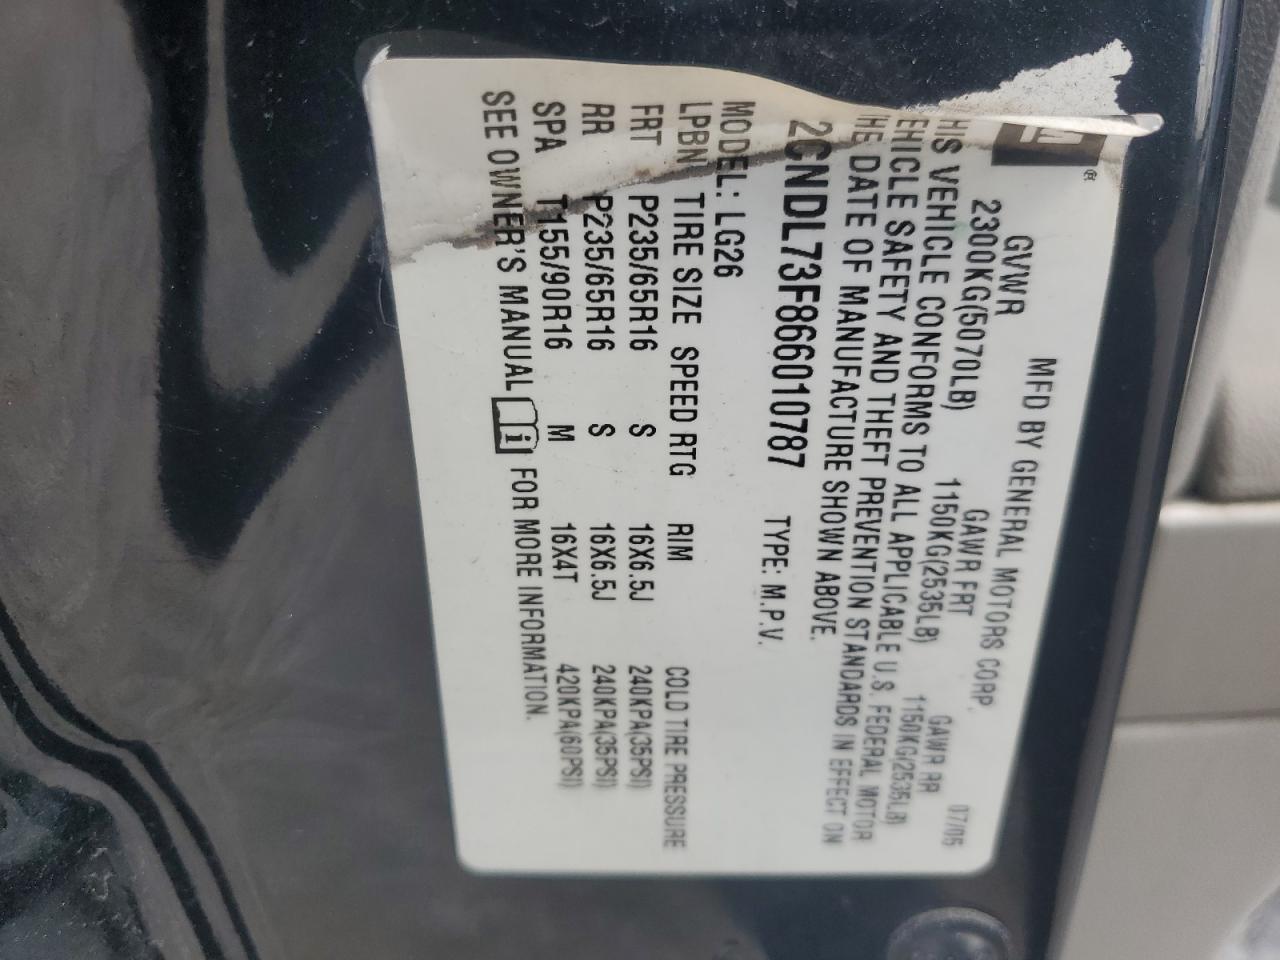 MFD BY GENERAL MOTORS CORP. 07/05
GVWR GAWR FRT GAWR RR
2300KG(5070LB) 1150KG(2535LB) 1150KG(2535LB)
HIS VEHICLE CONFORMS TO ALL APPLICABLE U.S. FEDERAL MOTOR
EHICLE SAFETY AND THEFT PREVENTION STANDARDS IN EFFECT ON
HE DATE OF MANUFACTURE SHOWN ABOVE.
2CNDL73F866010787 TYPE: M.P.V.
MODEL: LG26
LPBN TIRE SIZE SPEED RTG RIM COLD TIRE PRESSURE
FRT P235/65R16 S 16X6.5J 240KPA(35PSI)
RR P235/65R16 S 16X6.5J 240KPA(35PSI)
SPA T155/90R16 M 16X4T 420KPA(60PSI)
SEE OWNER'S MANUAL i FOR MORE INFORMATION.